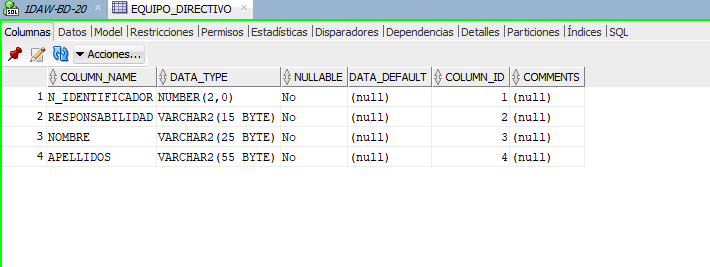 SQL 1DAW-BD-20 × EQUIPO_DIRECTIVO ×
Columnas Datos Model Restricciones Permisos Estadísticas Disparadores Dependencias Detalles Particiones Índices SQL
Acciones...
COLUMN_NAME DATA_TYPE NULLABLE DATA_DEFAULT COLUMN_ID COMMENTS
1 N_IDENTIFICADOR NUMBER(2,0) No (null) 1 (null)
2 RESPONSABILIDAD VARCHAR2(15 BYTE) No (null) 2 (null)
3 NOMBRE VARCHAR2(25 BYTE) No (null) 3 (null)
4 APELLIDOS VARCHAR2(55 BYTE) No (null) 4 (null)